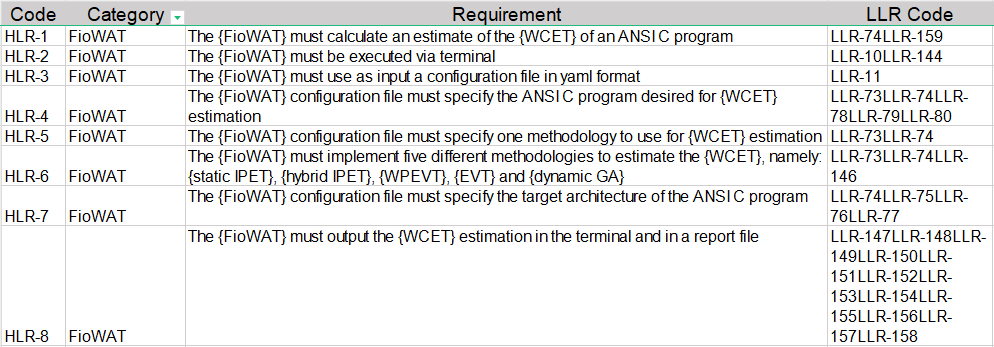 Code Category Requirement LLR Code
HLR-1 FioWAT The {FioWAT} must calculate an estimate of the {WCET} of an ANSI C program LLR-74LLR-159
HLR-2 FioWAT The {FioWAT} must be executed via terminal LLR-10LLR-144
HLR-3 FioWAT The {FioWAT} must use as input a configuration file in yaml format LLR-11
The {FioWAT} configuration file must specify the ANSI C program desired for {WCET} LLR-73LLR-74LLR-
HLR-4 FioWAT estimation 78LLR-79LLR-80
HLR-5 FioWAT The {FioWAT} configuration file must specify one methodology to use for {WCET} estimation LLR-73LLR-74
The {FioWAT} must implement five different methodologies to estimate the {WCET}, namely: LLR-73LLR-74LLR-
HLR-6 FioWAT {static IPET}, {hybrid IPET}, {WPEVT}, {EVT} and {dynamic GA} 146
The {FioWAT} configuration file must specify the target architecture of the ANSI C program LLR-74LLR-75LLR-
HLR-7 FioWAT 76LLR-77
The {FioWAT} must output the {WCET} estimation in the terminal and in a report file LLR-147LLR-148LLR-
149LLR-150LLR-
151LLR-152LLR-
153LLR-154LLR-
155LLR-156LLR-
HLR-8 FioWAT 157LLR-158